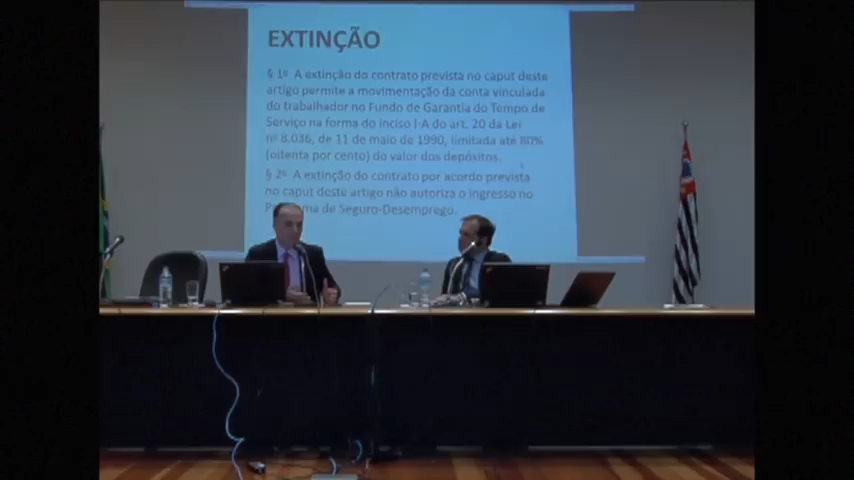 EXTINÇÃO
§ 1º A extinção do contrato prevista no caput deste
artigo permite a movimentação da conta vinculada
do trabalhador no Fundo de Garantia do Tempo de
Serviço na forma do inciso I-A do art. 20 da Lei
nº 8.036, de 11 de maio de 1990, limitada até 80%
(oitenta por cento) do valor dos depósitos.
§ 2º A extinção do contrato por acordo prevista
no caput deste artigo não autoriza o ingresso no
de Seguro-Desemprego.